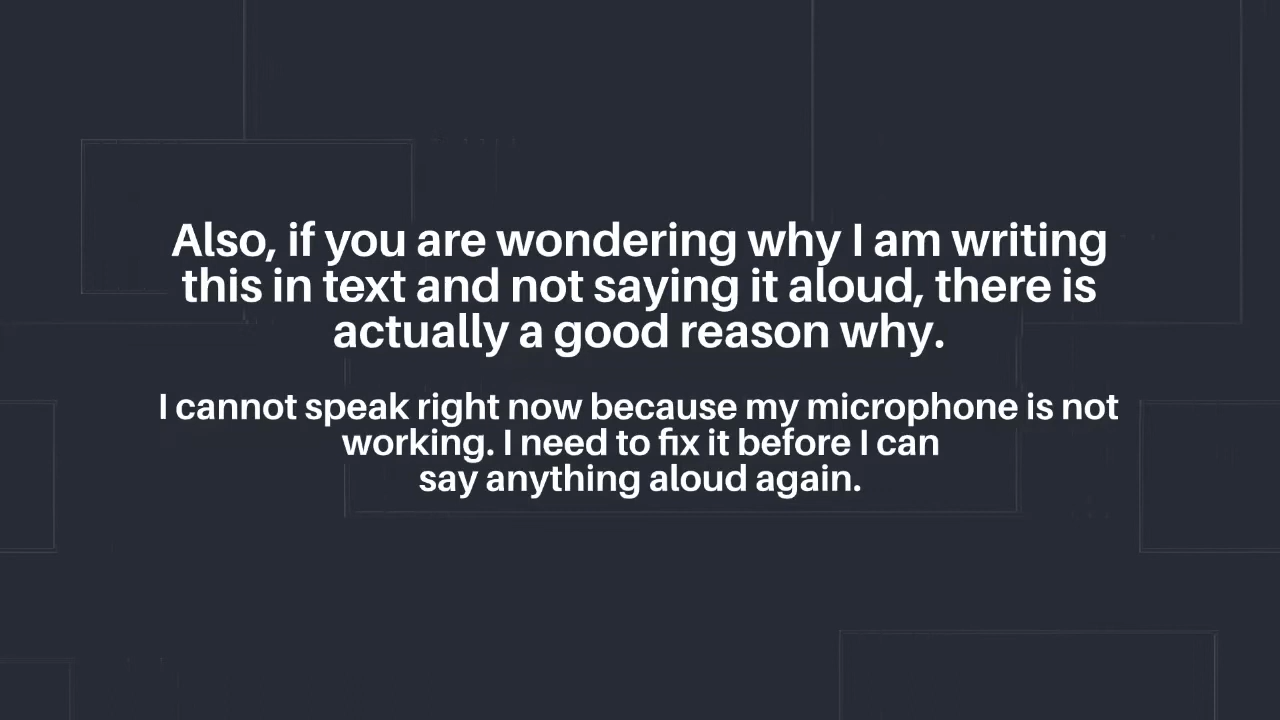 Also, if you are wondering why I am writing
this in text and not saying it aloud, there is
actually a good reason why.
I cannot speak right now because my microphone is not
working. I need to fix it before I can
say anything aloud again.